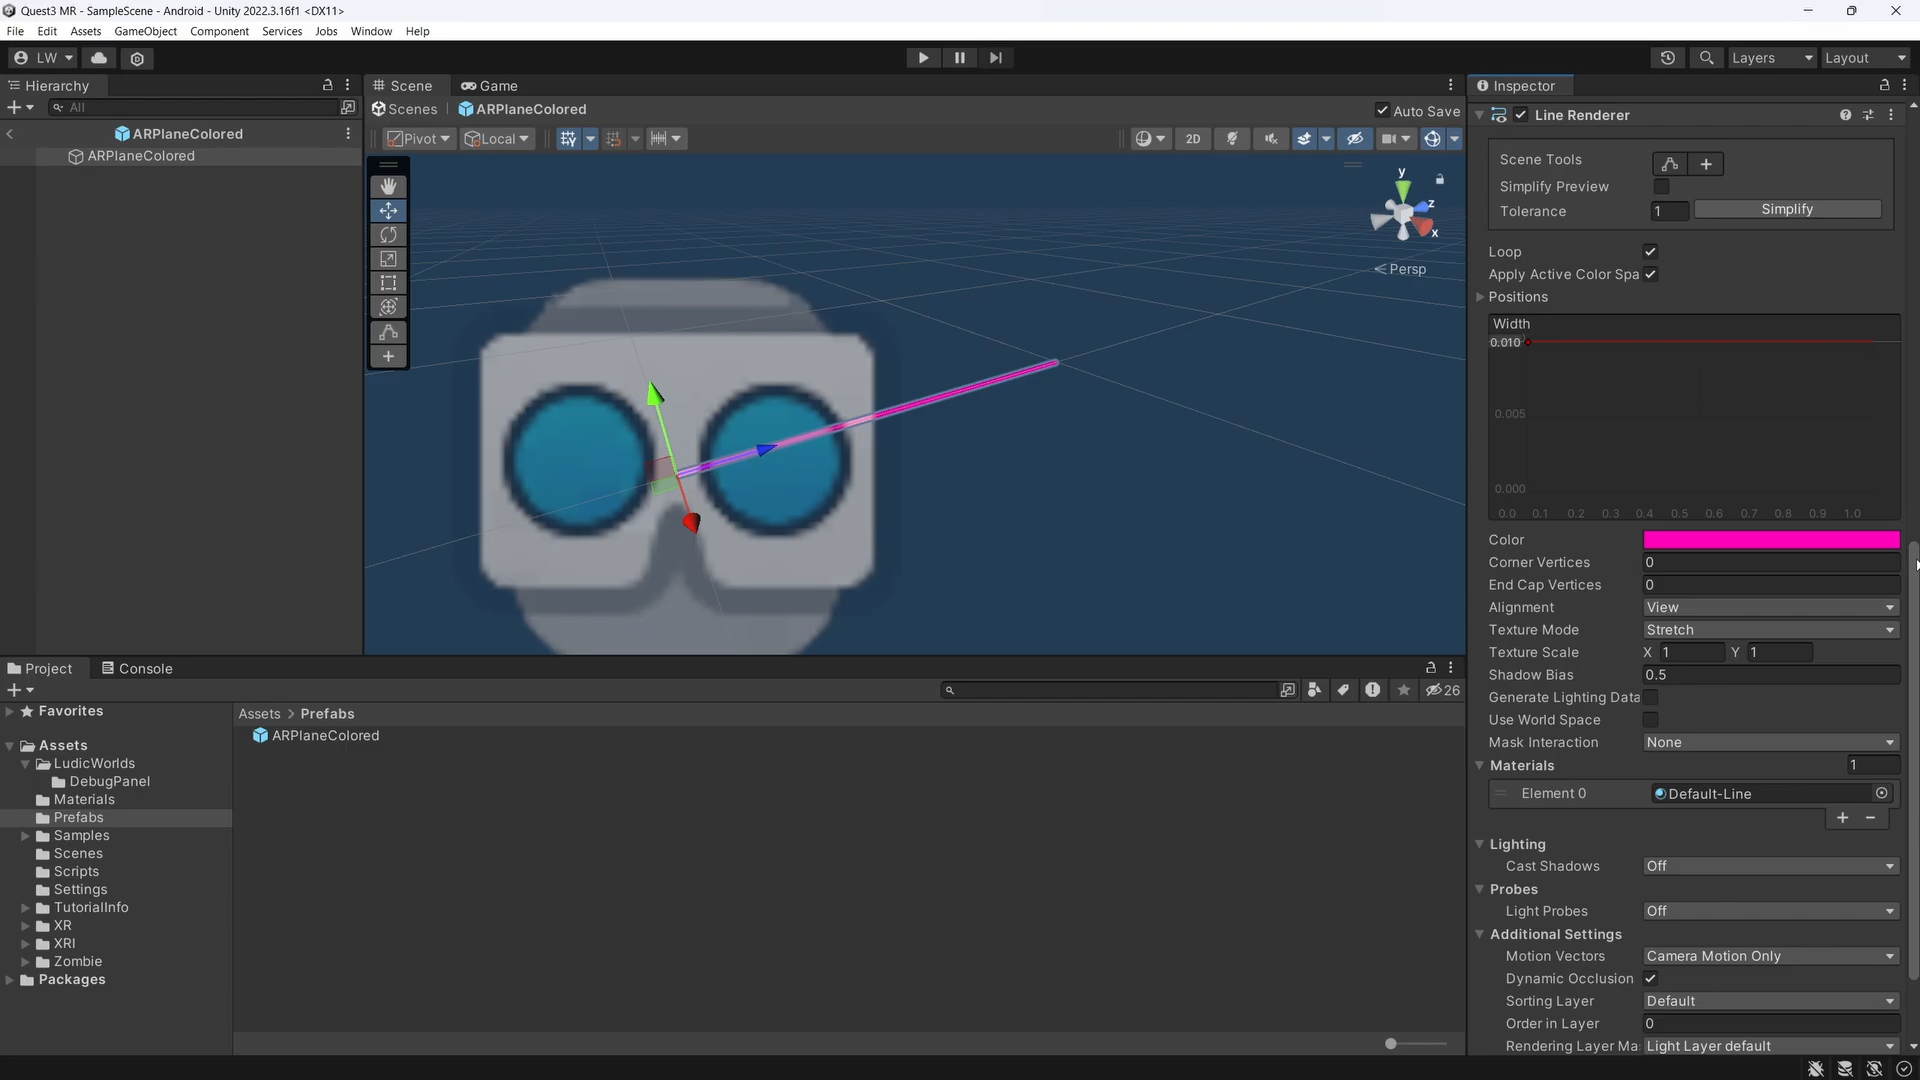 Quest3 MR - SampleScene - Android - Unity 2022.3.16f1 <DX11>
File Edit Assets GameObject Component Services Jobs Window Help
LW
Layers
Layout
Hierarchy
All
ARPlaneColored
ARPlaneColored
Scene
Game
Scenes
ARPlaneColored
Auto Save
Pivot
Local
2D
y
z
x
Persp
Project
Console
26
Favorites
Assets
LudicWorlds
DebugPanel
Materials
Prefabs
Samples
Scenes
Scripts
Settings
TutorialInfo
XR
XRI
Zombie
Packages
Assets > Prefabs
ARPlaneColored
Inspector
Line Renderer
Scene Tools
Simplify Preview
Tolerance 1 Simplify
Loop
Apply Active Color Spa
Positions
Width
0.010
0.005
0.000
0.0 0.1 0.2 0.3 0.4 0.5 0.6 0.7 0.8 0.9 1.0
Color
Corner Vertices 0
End Cap Vertices 0
Alignment View
Texture Mode Stretch
Texture Scale X 1 Y 1
Shadow Bias 0.5
Generate Lighting Data
Use World Space
Mask Interaction None
Materials 1
Element 0 Default-Line
Lighting
Cast Shadows Off
Probes
Light Probes Off
Additional Settings
Motion Vectors Camera Motion Only
Dynamic Occlusion
Sorting Layer Default
Order in Layer 0
Rendering Layer Ma: Light Layer default